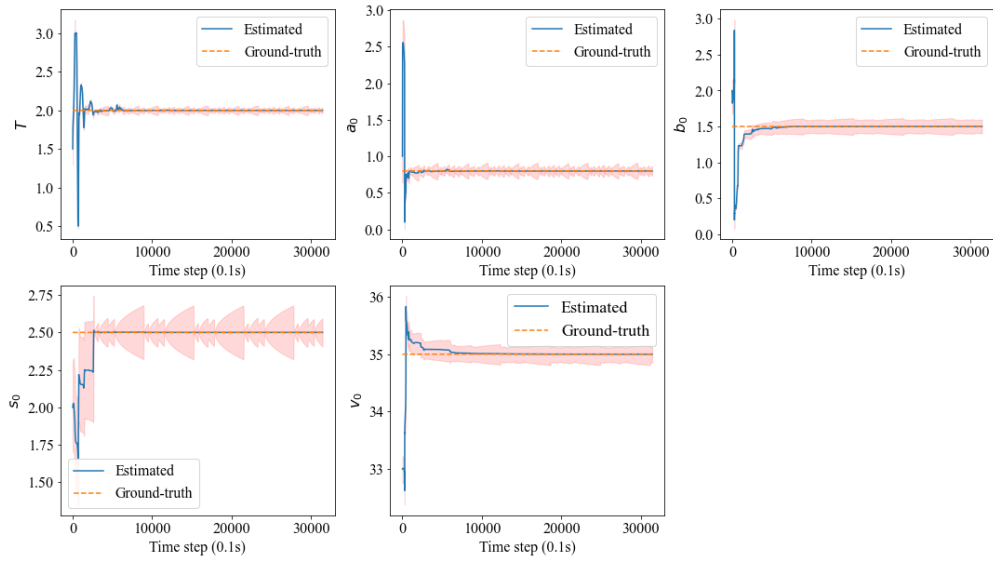 3.0
2.5
2.0
1.5
1.0
0.5
T
0
10000
20000
30000
Time step (0.1s)
Estimated
Ground-truth
3.0
2.5
2.0
1.5
1.0
0.5
0.0
a0
0
10000
20000
30000
Time step (0.1s)
Estimated
Ground-truth
3.0
2.5
2.0
1.5
1.0
0.5
0.0
b0
0
10000
20000
30000
Time step (0.1s)
Estimated
Ground-truth
2.75
2.50
2.25
2.00
1.75
1.50
s0
0
10000
20000
30000
Time step (0.1s)
Estimated
Ground-truth
36
35
34
33
v0
0
10000
20000
30000
Time step (0.1s)
Estimated
Ground-truth